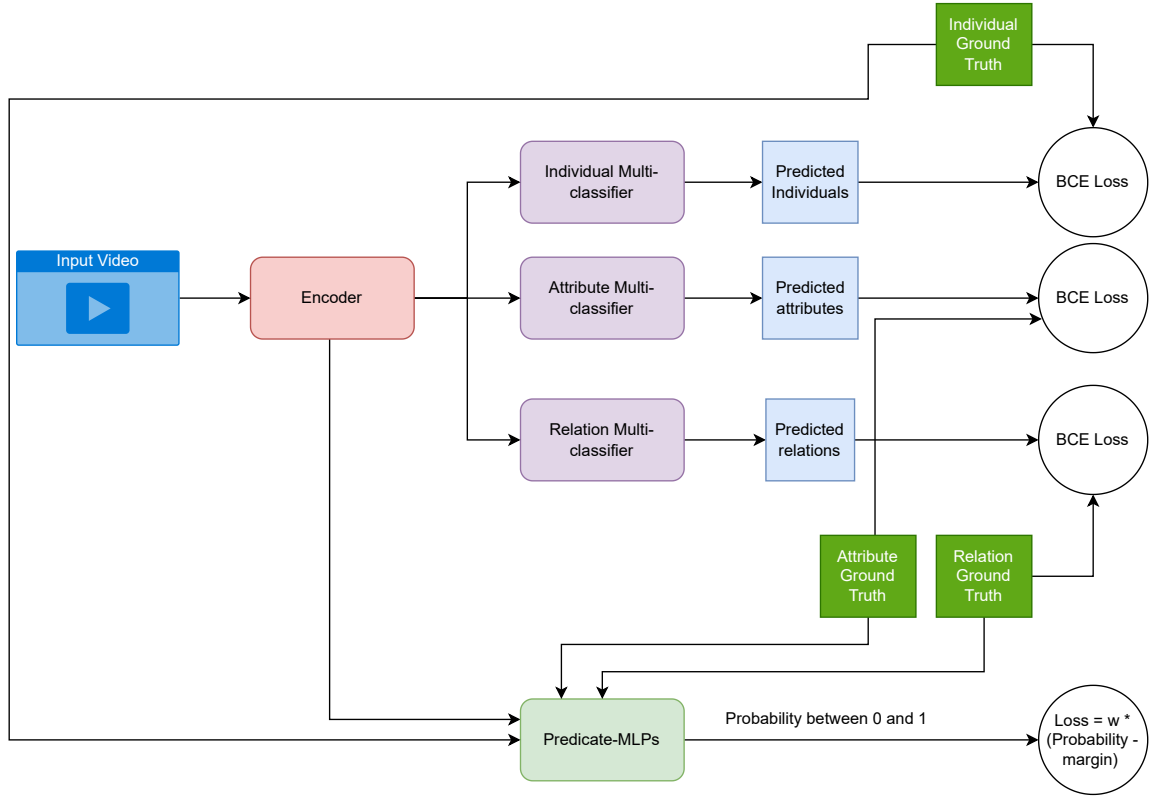 Individual
Ground
Truth
Individual Multi-
classifier
Predicted
Individuals
BCE Loss
Input Video
Encoder
Attribute Multi-
classifier
Predicted
attributes
BCE Loss
Relation Multi-
classifier
Predicted
relations
BCE Loss
Attribute
Ground
Truth
Relation
Ground
Truth
Predicate-MLPs
Probability between 0 and 1
Loss = w *
(Probability -
margin)